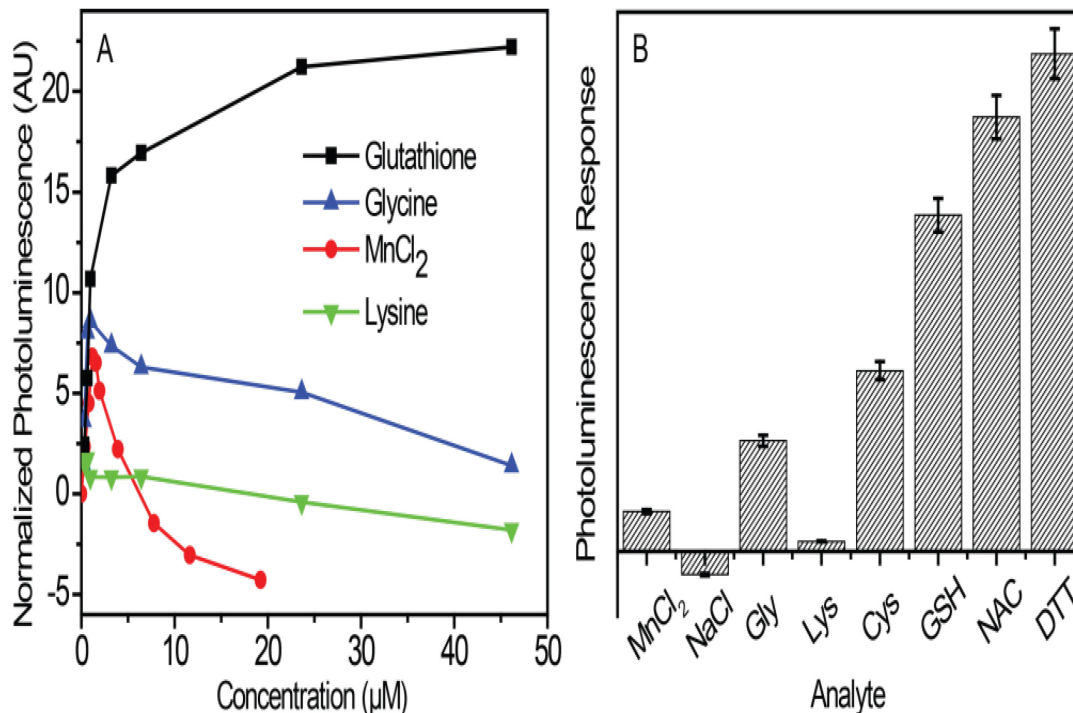 A
Normalized Photoluminescence (AU)
20
15
10
5
0
-5
Glutathione
Glycine
MnCl2
Lysine
0
10
20
30
40
50
Concentration (µM)
B
Photoluminescence Response
MnCl2
NaCl
Gly
Lys
Cys
GSH
NAC
DTT
Analyte